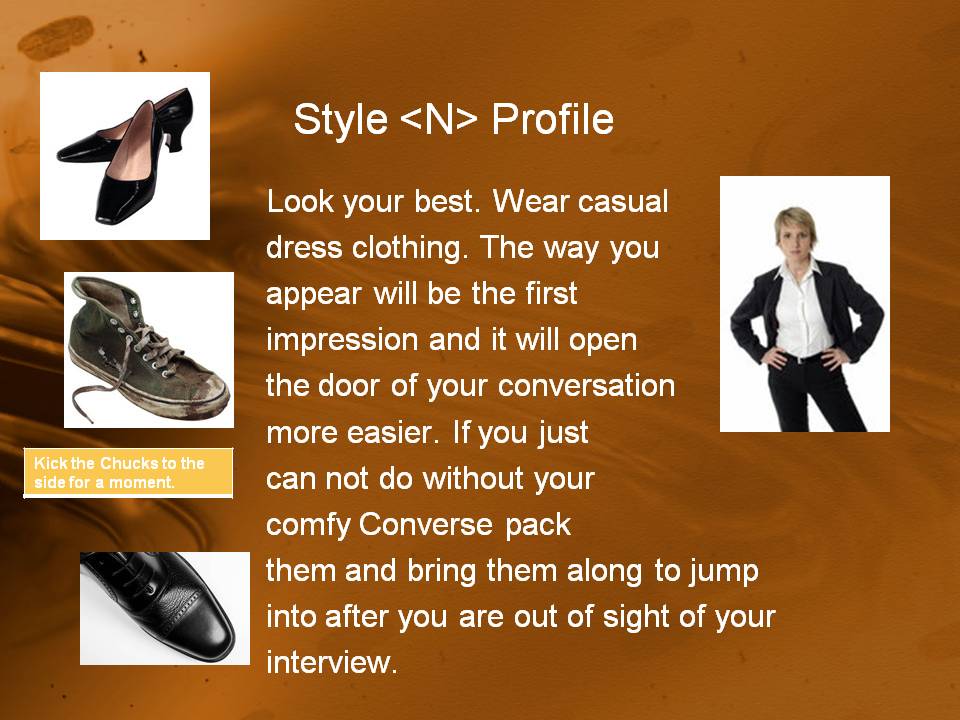 Style <N> Profile
Look your best. Wear casual
dress clothing. The way you
appear will be the first
impression and it will open
the door of your conversation
more easier. If you just
can not do without your
comfy Converse pack
them and bring them along to jump
into after you are out of sight of your
interview.
Kick the Chucks to the
side for a moment.